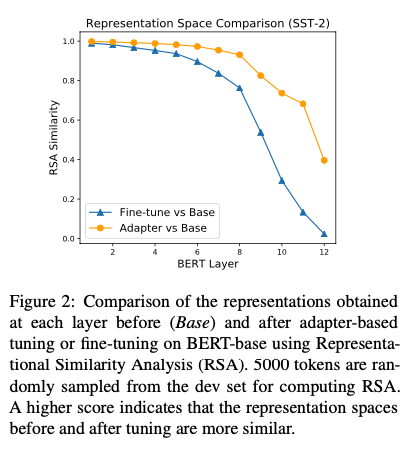 Representation Space Comparison (SST-2)
1.0
0.8
0.6
0.4
0.2
0.0
RSA Similarity
Fine-tune vs Base
Adapter vs Base
2 4 6 8 10 12
BERT Layer
Figure 2: Comparison of the representations obtained
at each layer before (Base) and after adapter-based
tuning or fine-tuning on BERT-base using Representa-
tional Similarity Analysis (RSA). 5000 tokens are ran-
domly sampled from the dev set for computing RSA.
A higher score indicates that the representation spaces
before and after tuning are more similar.